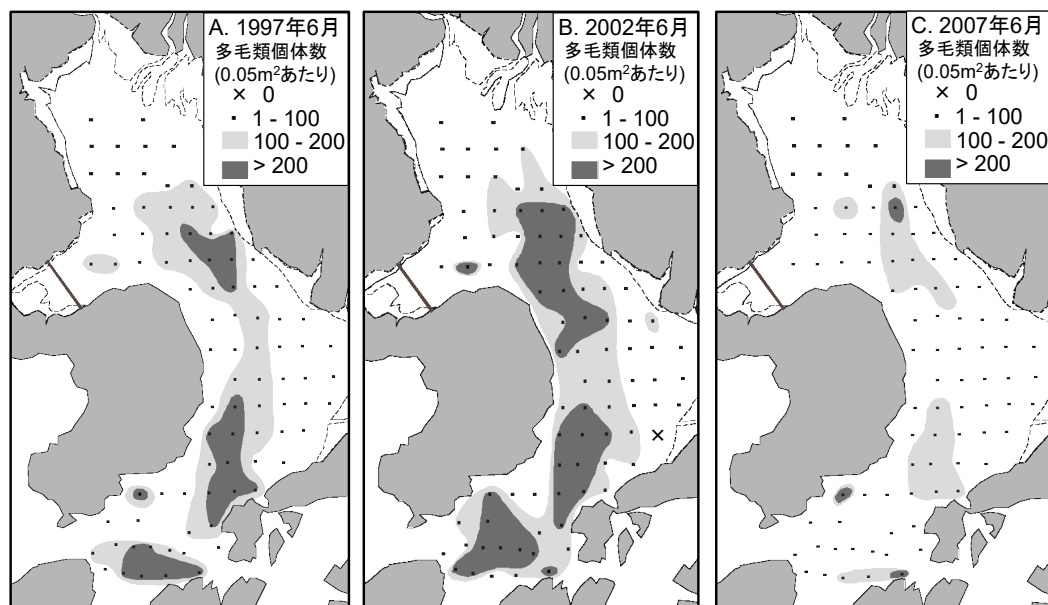 A. 1997年6月
多毛類個体数
(0.05m²あたり)
× 0
1 - 100
100 - 200
> 200
B. 2002年6月
多毛類個体数
(0.05m²あたり)
× 0
1 - 100
100 - 200
> 200
C. 2007年6月
多毛類個体数
(0.05m²あたり)
× 0
1 - 100
100 - 200
> 200